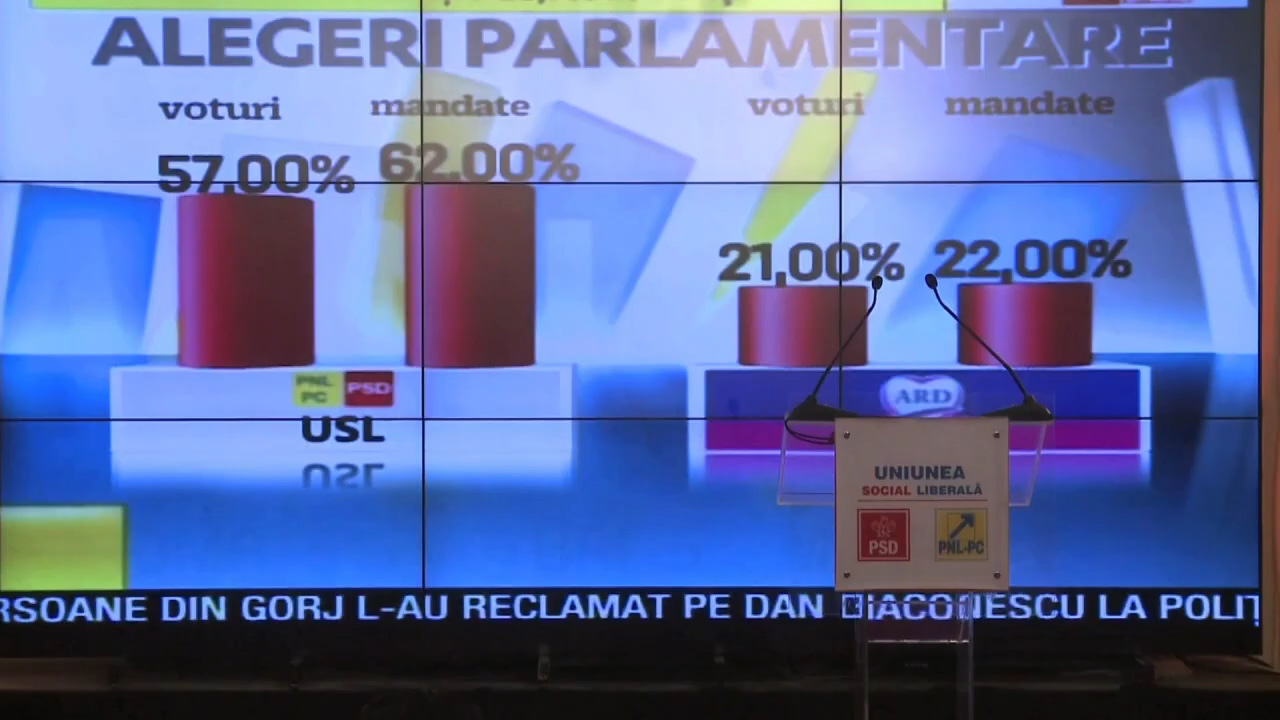 ALEGERI PARLAMENTARE
voturi mandate voturi mandate
57,00% 62,00%
21,00% 22,00%
PNL PC PSD
USL
ARD
UNIUNEA
SOCIAL LIBERALĂ
PSD PNL-PC
RSOANE DIN GORJ L-AU RECLAMAT PE DAN DIACONESCU LA POLIȚ